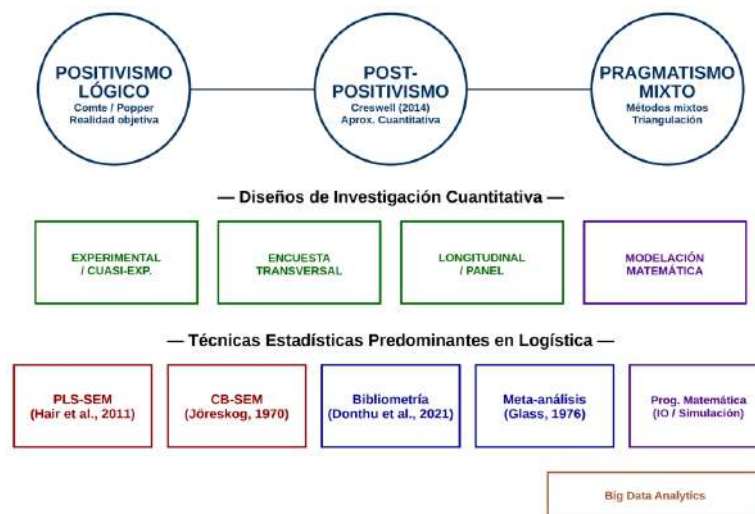 POSITIVISMO
LÓGICO
Comte / Popper
Realidad objetiva
POST-
POSITIVISMO
Creswell (2014)
Aprox. Cuantitativa
PRAGMATISMO
MIXTO
Métodos mixtos
Triangulación
— Diseños de Investigación Cuantitativa —
EXPERIMENTAL
/ CUASI-EXP.
ENCUESTA
TRANSVERSAL
LONGITUDINAL
/ PANEL
MODELACIÓN
MATEMÁTICA
— Técnicas Estadísticas Predominantes en Logística —
PLS-SEM
(Hair et al., 2011)
CB-SEM
(Jöreskog, 1970)
Bibliometría
(Donthu et al., 2021)
Meta-análisis
(Glass, 1976)
Prog. Matemática
(IO / Simulación)
Big Data Analytics